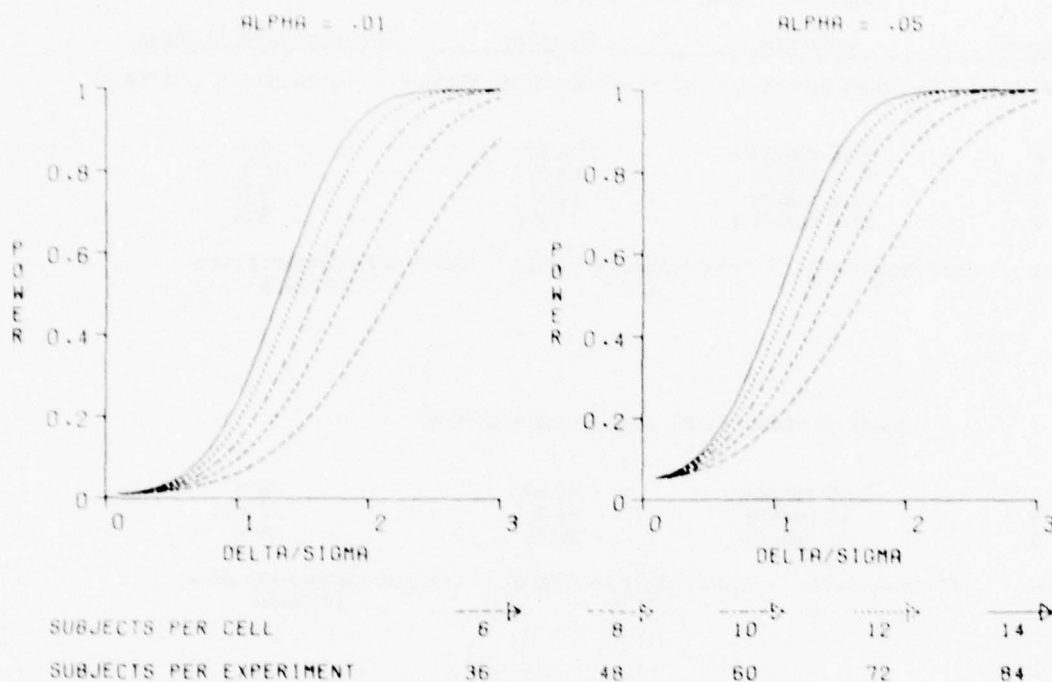 ALPHA = .01
ALPHA = .05
1
0.8
0.6
0.4
0.2
0
POWER
0 1 2 3
DELTA/SIGMA
1
0.8
0.6
0.4
0.2
0
POWER
0 1 2 3
DELTA/SIGMA
SUBJECTS PER CELL 6 8 10 12 14
SUBJECTS PER EXPERIMENT 36 48 60 72 84